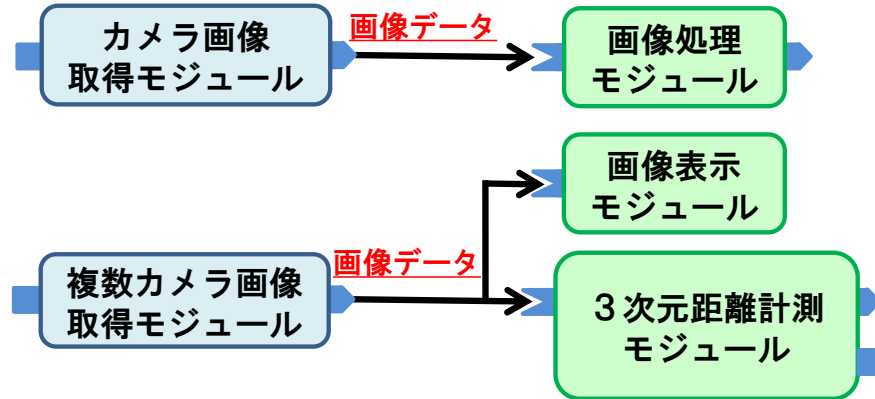 カメラ画像
取得モジュール
画像データ
画像処理
モジュール
画像表示
モジュール
複数カメラ画像
取得モジュール
画像データ
３次元距離計測
モジュール